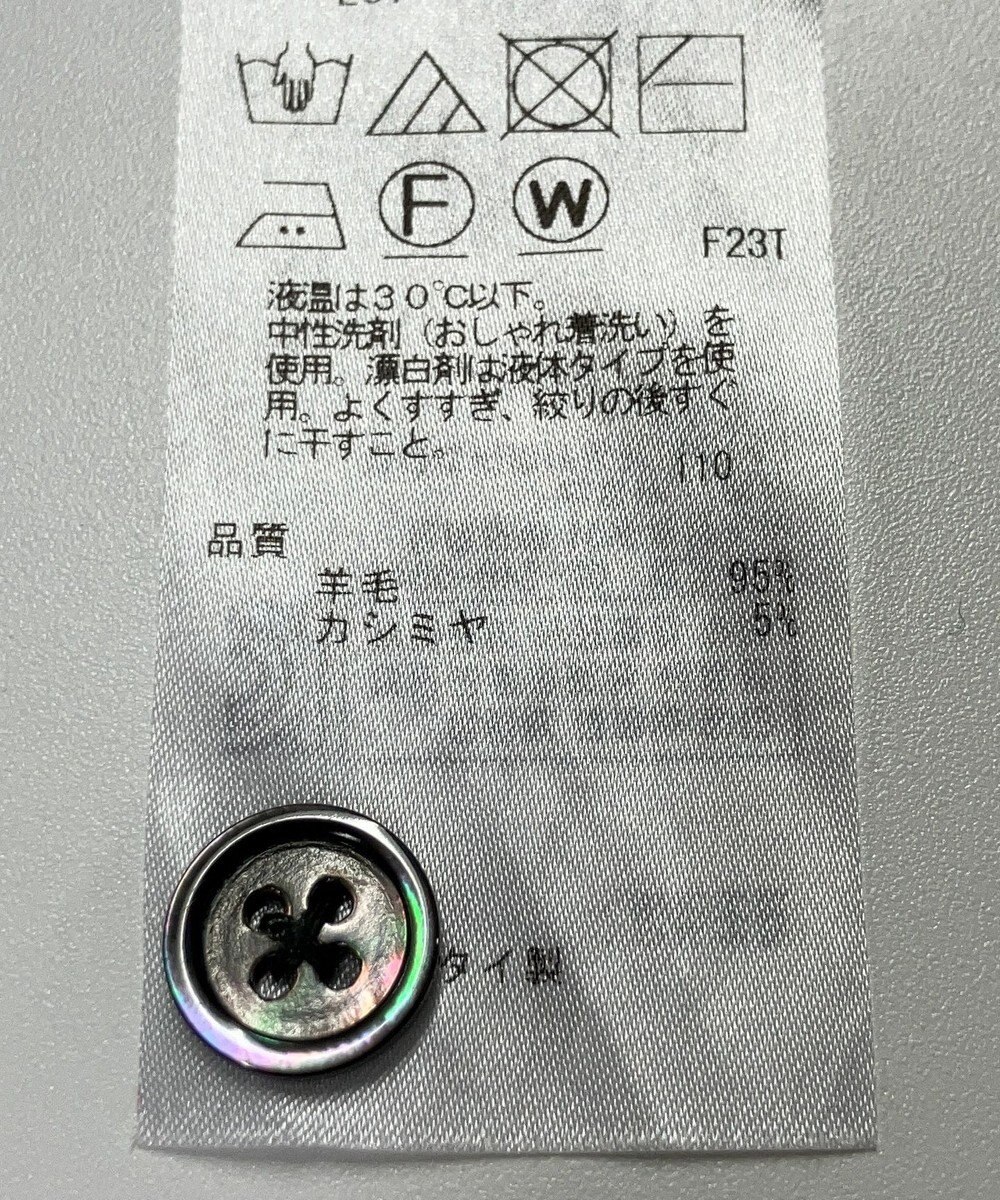 F
W
F23T
液温は30℃以下。
中性洗剤(おしゃれ着洗い)を
使用。漂白剤は液体タイプを使
用。よくすすぎ、絞りの後すぐ
に干すこと。
110
品質
羊毛 95%
カシミヤ 5%
タイ製